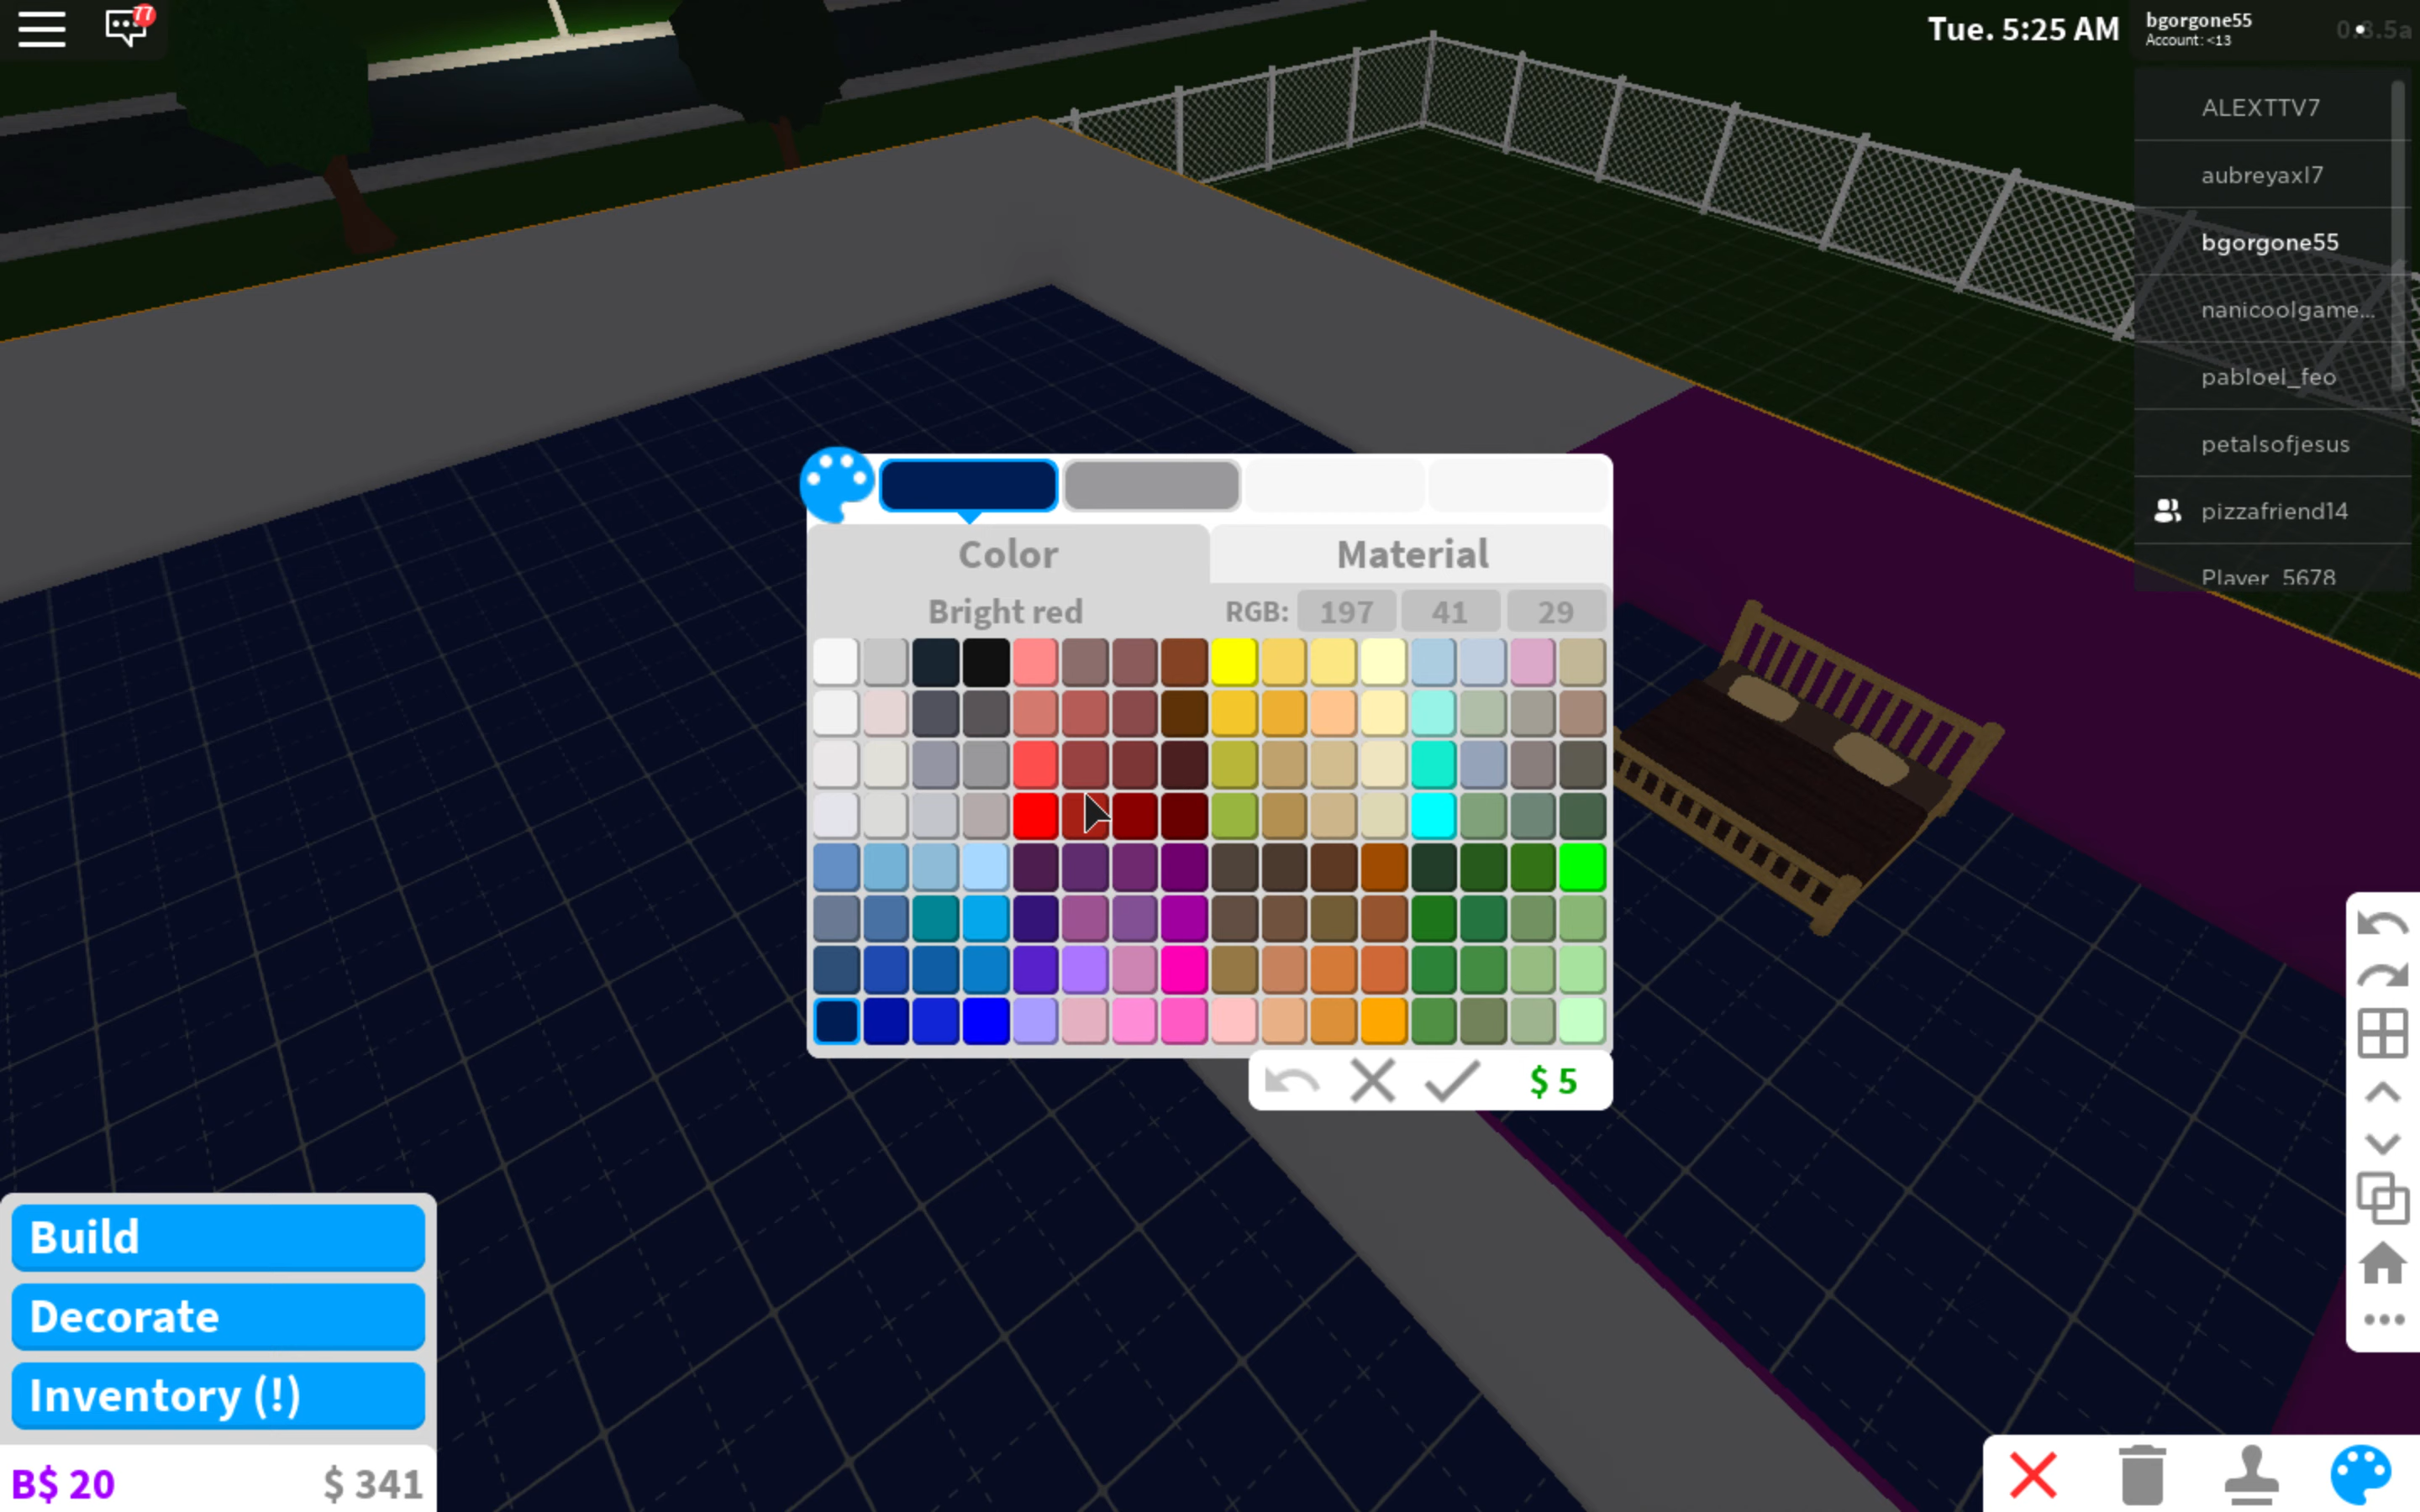 77
Tue. 5:25 AM
bgorgone55
Account: <13
ALEXTTV7
aubreyaxl7
bgorgone55
nanicoolgame...
pabloel_feo
petalsofjesus
pizzafriend14
Player_5678
Color
Material
Bright red
RGB: 197 41 29
$ 5
Build
Decorate
Inventory (!)
B$ 20
$ 341